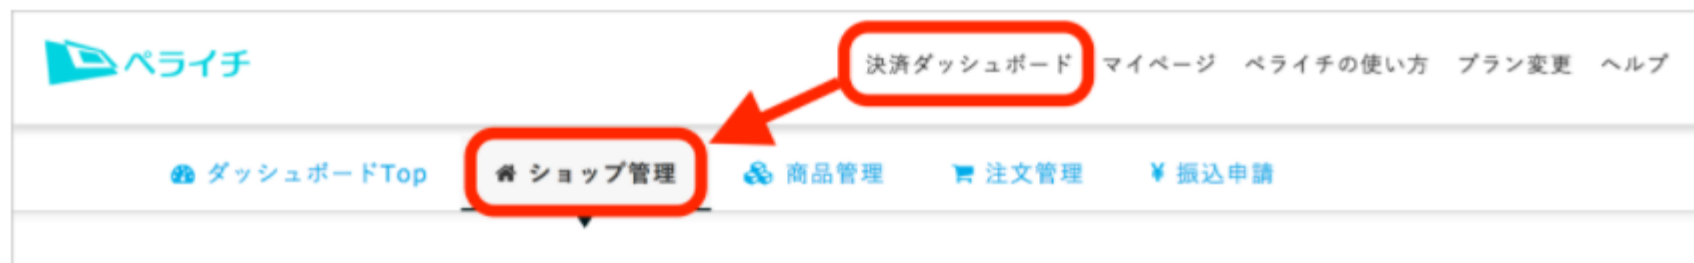 ペライチ 決済ダッシュボード マイページ ペライチの使い方 プラン変更 ヘルプ
ダッシュボードTop ショップ管理 商品管理 注文管理 ¥ 振込申請